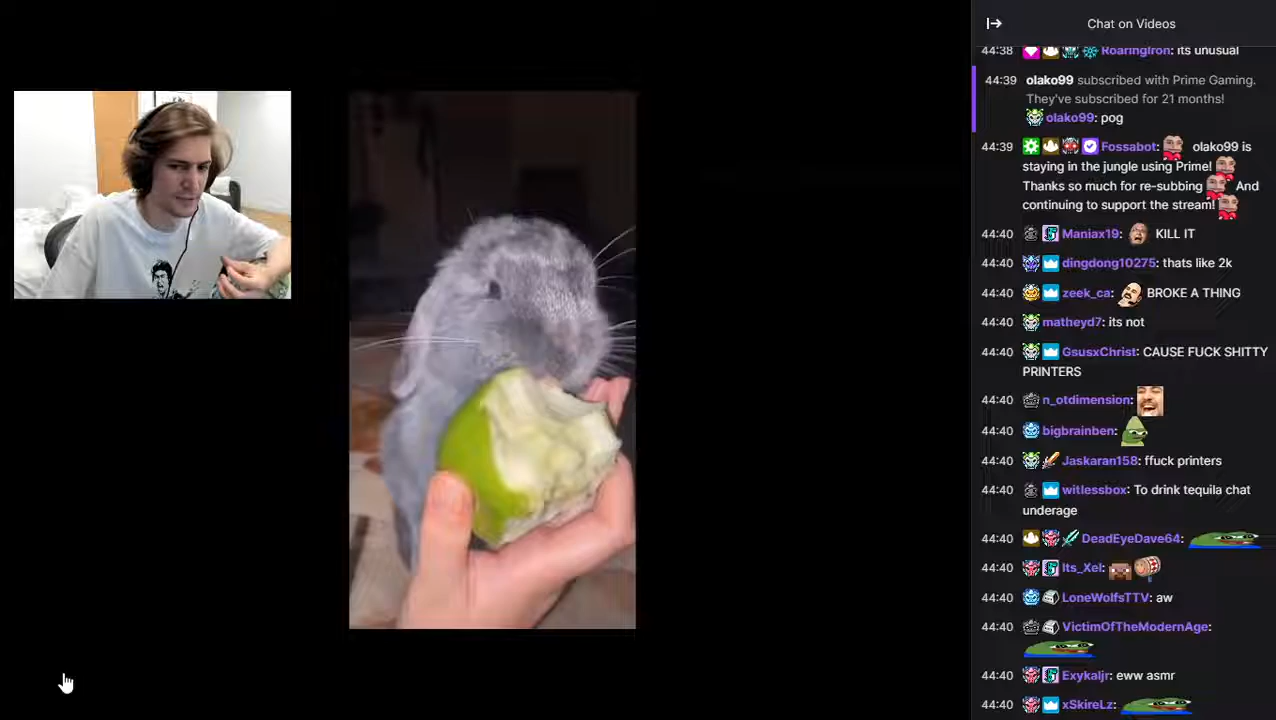 Chat on Videos
44:38 RoaringIron: its unusual
44:39 olako99 subscribed with Prime Gaming.
They've subscribed for 21 months!
olako99: pog
44:39 Fossabot: olako99 is
staying in the jungle using Prime!
Thanks so much for re-subbing And
continuing to support the stream!
44:40 Maniax19: KILL IT
44:40 dingdong10275: thats like 2k
44:40 zeek_ca: BROKE A THING
44:40 matheyd7: its not
44:40 GsusxChrist: CAUSE FUCK SHITTY
PRINTERS
44:40 n_otdimension:
44:40 bigbrainben:
44:40 Jaskaran158: ffuck printers
44:40 witlessbox: To drink tequila chat
underage
44:40 DeadEyeDave64:
44:40 Its_Xel:
44:40 LoneWolfsTTV: aw
44:40 VictimOfTheModernAge:
44:40 Exykaljr: eww asmr
44:40 xSkireLz: